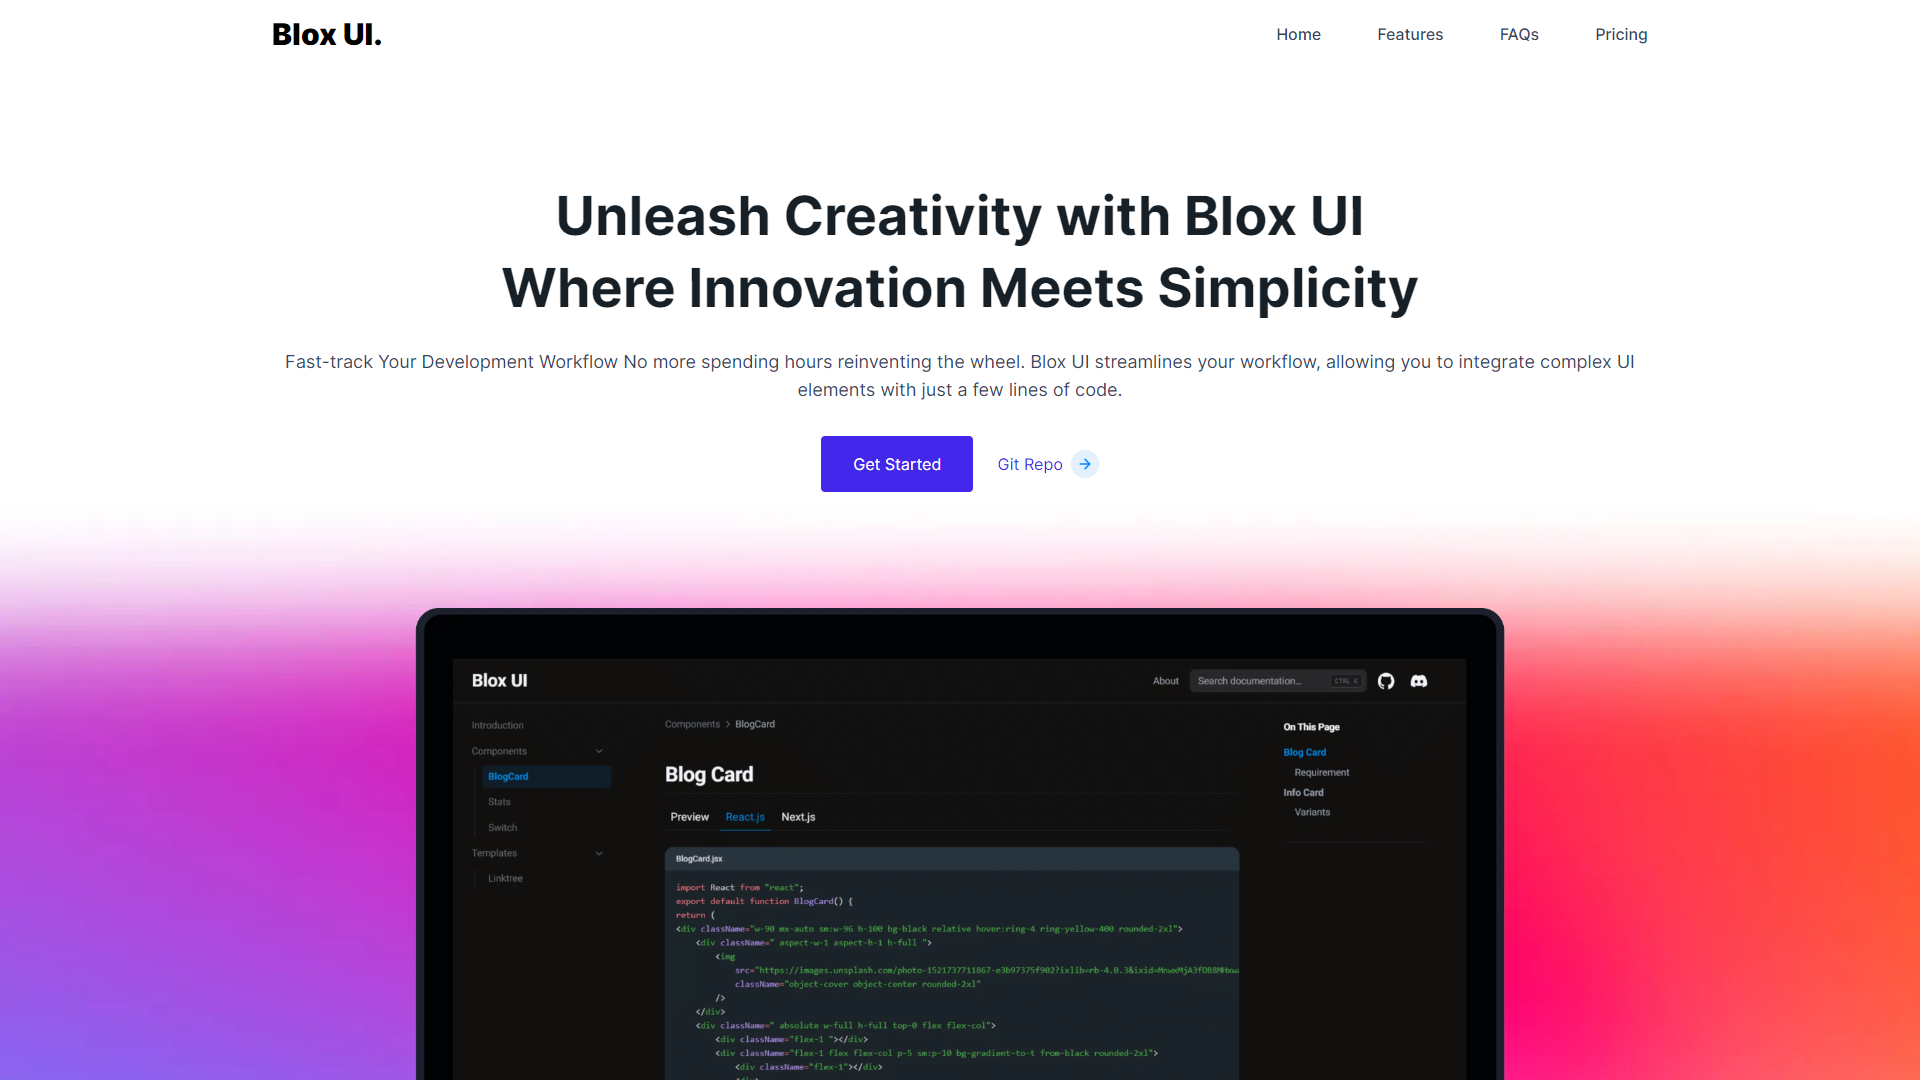 Blox UI.
Home Features FAQs Pricing
Unleash Creativity with Blox UI
Where Innovation Meets Simplicity
Fast-track Your Development Workflow No more spending hours reinventing the wheel. Blox UI streamlines your workflow, allowing you to integrate complex UI
elements with just a few lines of code.
Get Started Git Repo
Blox UI
About Search documentation... CTRL K
Introduction
Components
BlogCard
Stats
Switch
Templates
Linktree
Components > BlogCard
Blog Card
Preview React.js Next.js
BlogCard.jsx
import React from "react";
export default function BlogCard() {
return (
<div className="w-90 mx-auto sm:w-96 h-100 bg-black relative hover:ring-4 ring-yellow-400 rounded-2xl">
<div className=" aspect-w-1 aspect-h-1 h-full ">
<img
src="https://images.unsplash.com/photo-1521737711867-e3b97375f902?ixlib=rb-4.0.3&ixid=
className="object-cover object-center rounded-2xl"
/>
</div>
<div className=" absolute w-full h-full top-0 flex flex-col">
<div className="flex-1 "></div>
<div className="flex-1 flex flex-col p-5 sm:p-10 bg-gradient-to-t from-black rounded-2xl">
<div className="flex-1"></div>
On This Page
Blog Card
Requirement
Info Card
Variants